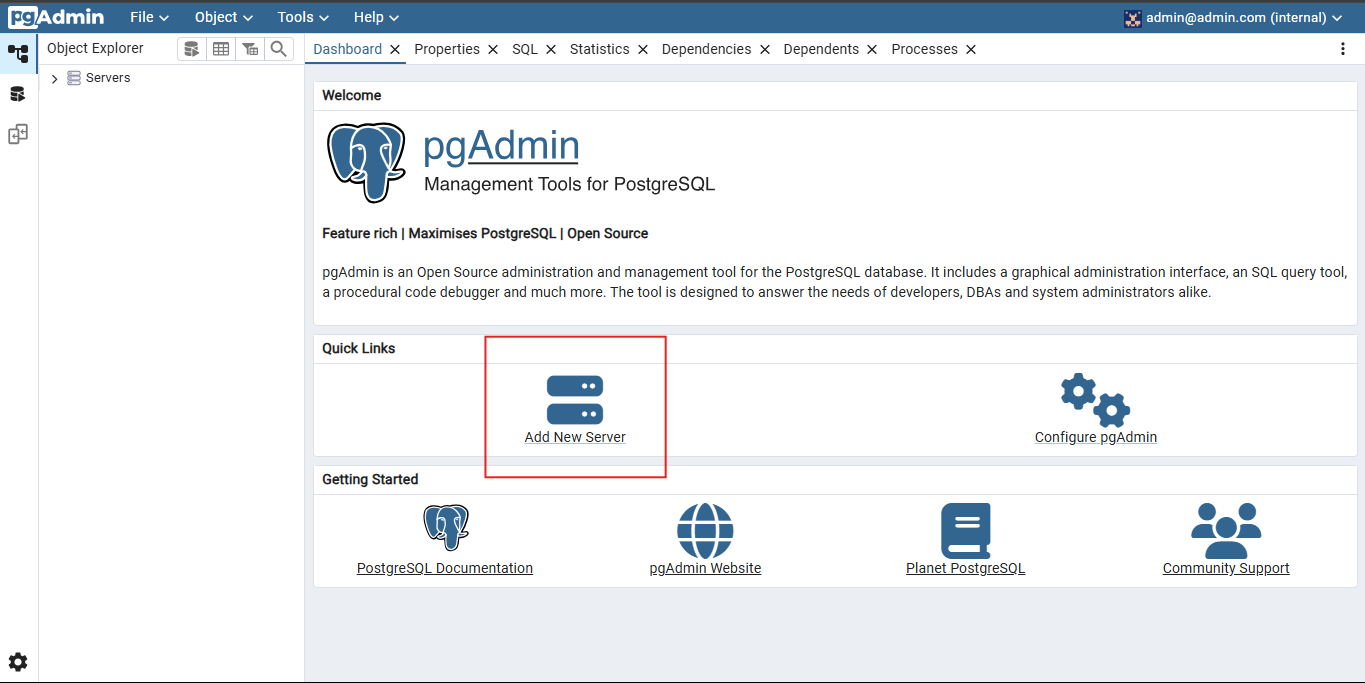 pgAdmin File Object Tools Help admin@admin.com (internal)
Object Explorer
Servers
Dashboard Properties SQL Statistics Dependencies Dependents Processes
Welcome
pgAdmin
Management Tools for PostgreSQL
Feature rich | Maximises PostgreSQL | Open Source
pgAdmin is an Open Source administration and management tool for the PostgreSQL database. It includes a graphical administration interface, an SQL query tool,
a procedural code debugger and much more. The tool is designed to answer the needs of developers, DBAs and system administrators alike.
Quick Links
Add New Server
Configure pgAdmin
Getting Started
PostgreSQL Documentation
pgAdmin Website
Planet PostgreSQL
Community Support